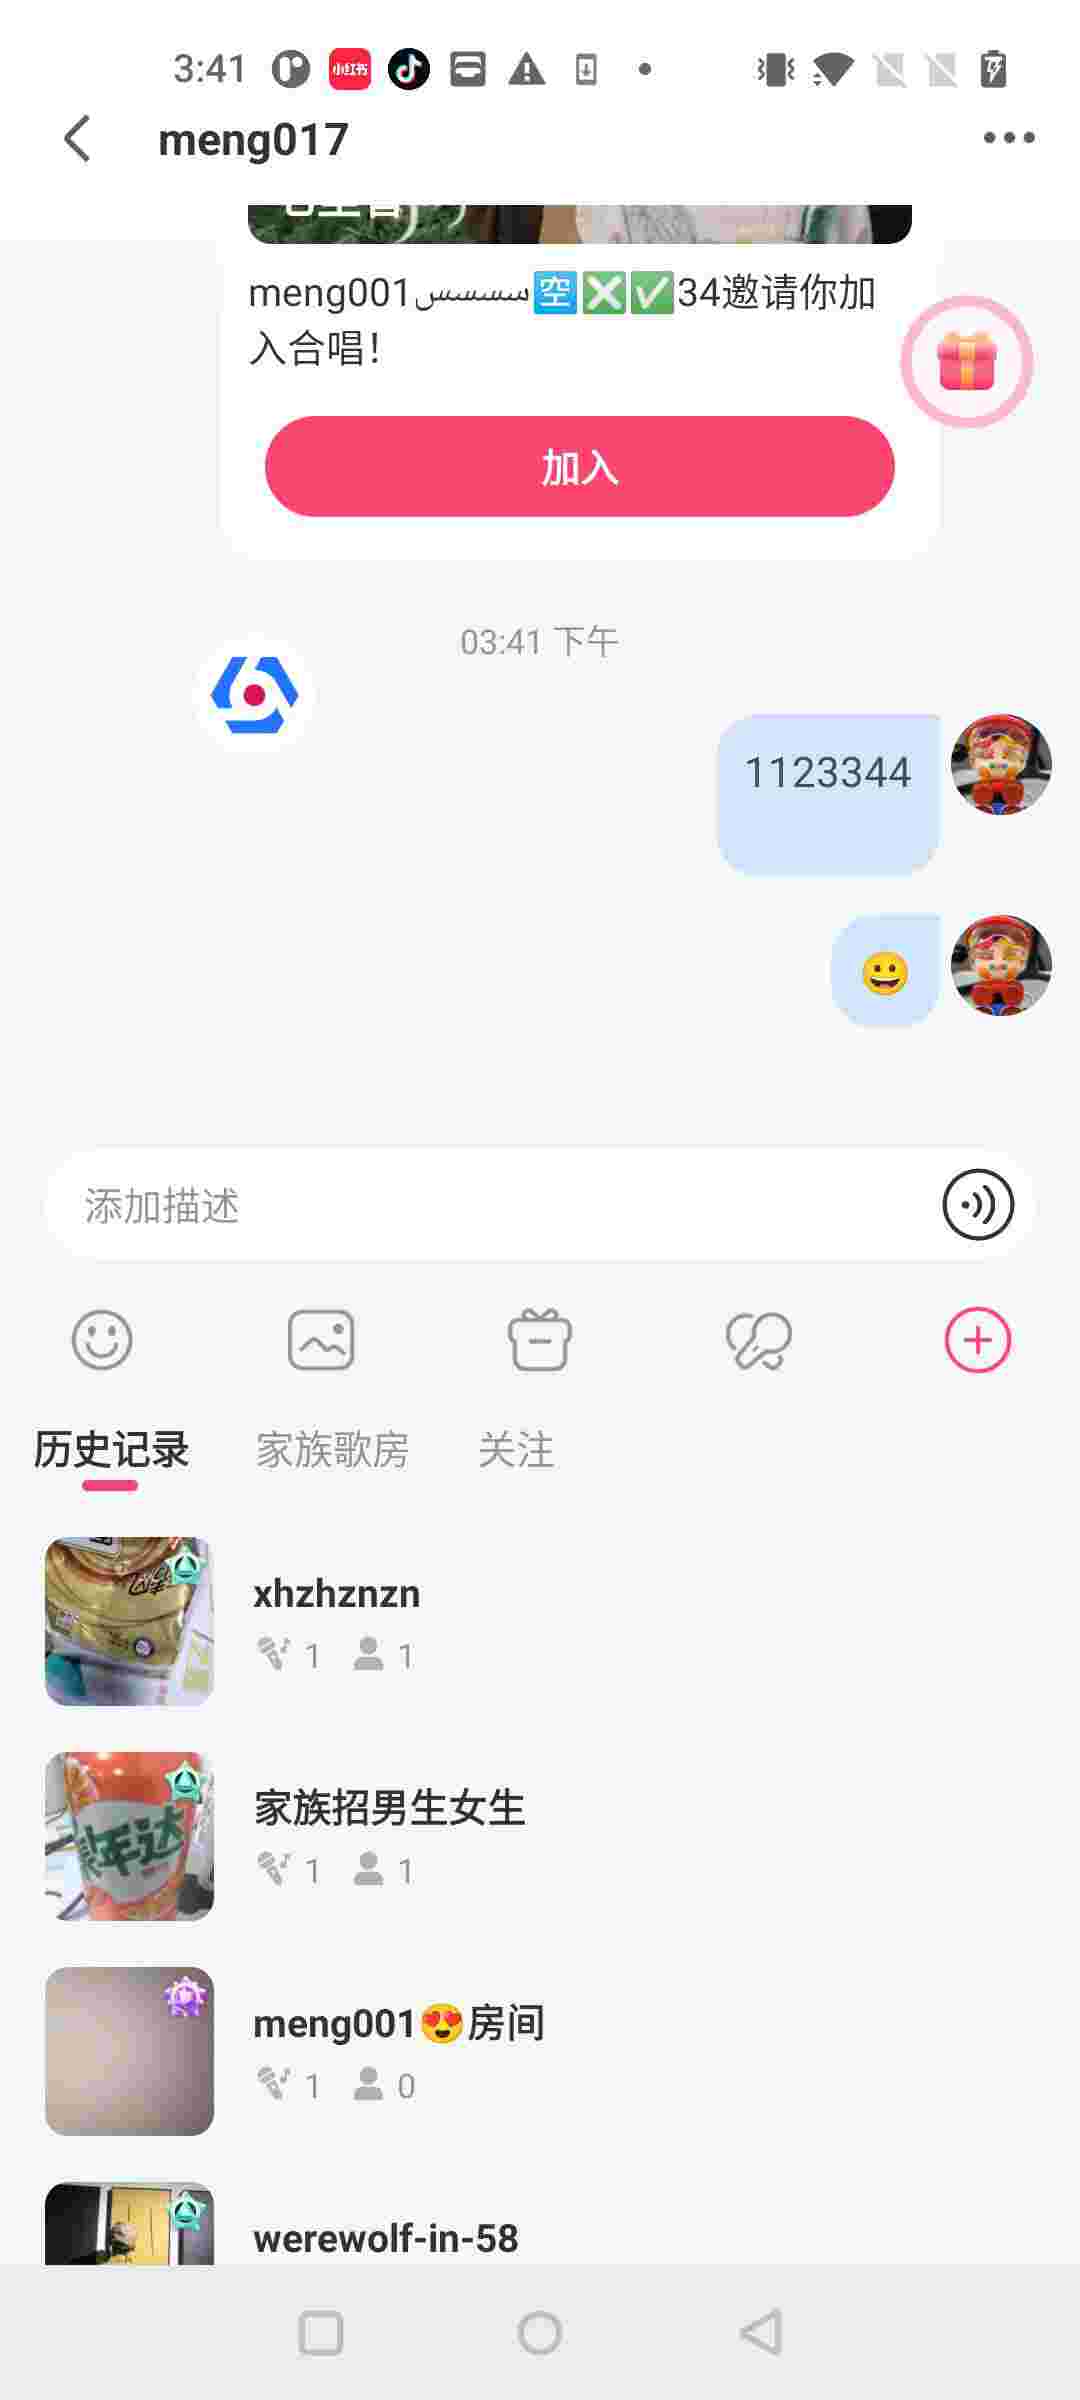 3:41
小红书
meng017
meng001سسسسس🈳❎✅34邀请你加
入合唱！
加入
03:41 下午
1123344
😀
添加描述
历史记录 家族歌房 关注
xhzhznzn
1 1
家族招男生女生
1 1
meng001😍房间
1 0
werewolf-in-58